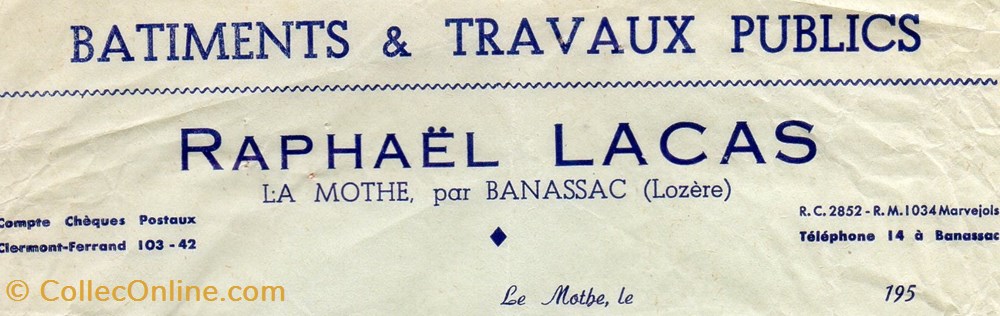 BATIMENTS & TRAVAUX PUBLICS
RAPHAËL LACAS
LA MOTHE, par BANASSAC (Lozère)
Compte Chèques Postaux
Clermont-Ferrand 103-42
R.C. 2852 - R.M. 1034 Marvejols
Téléphone 14 à Banassac
Le Mothe, le 195
© CollecOnline.com